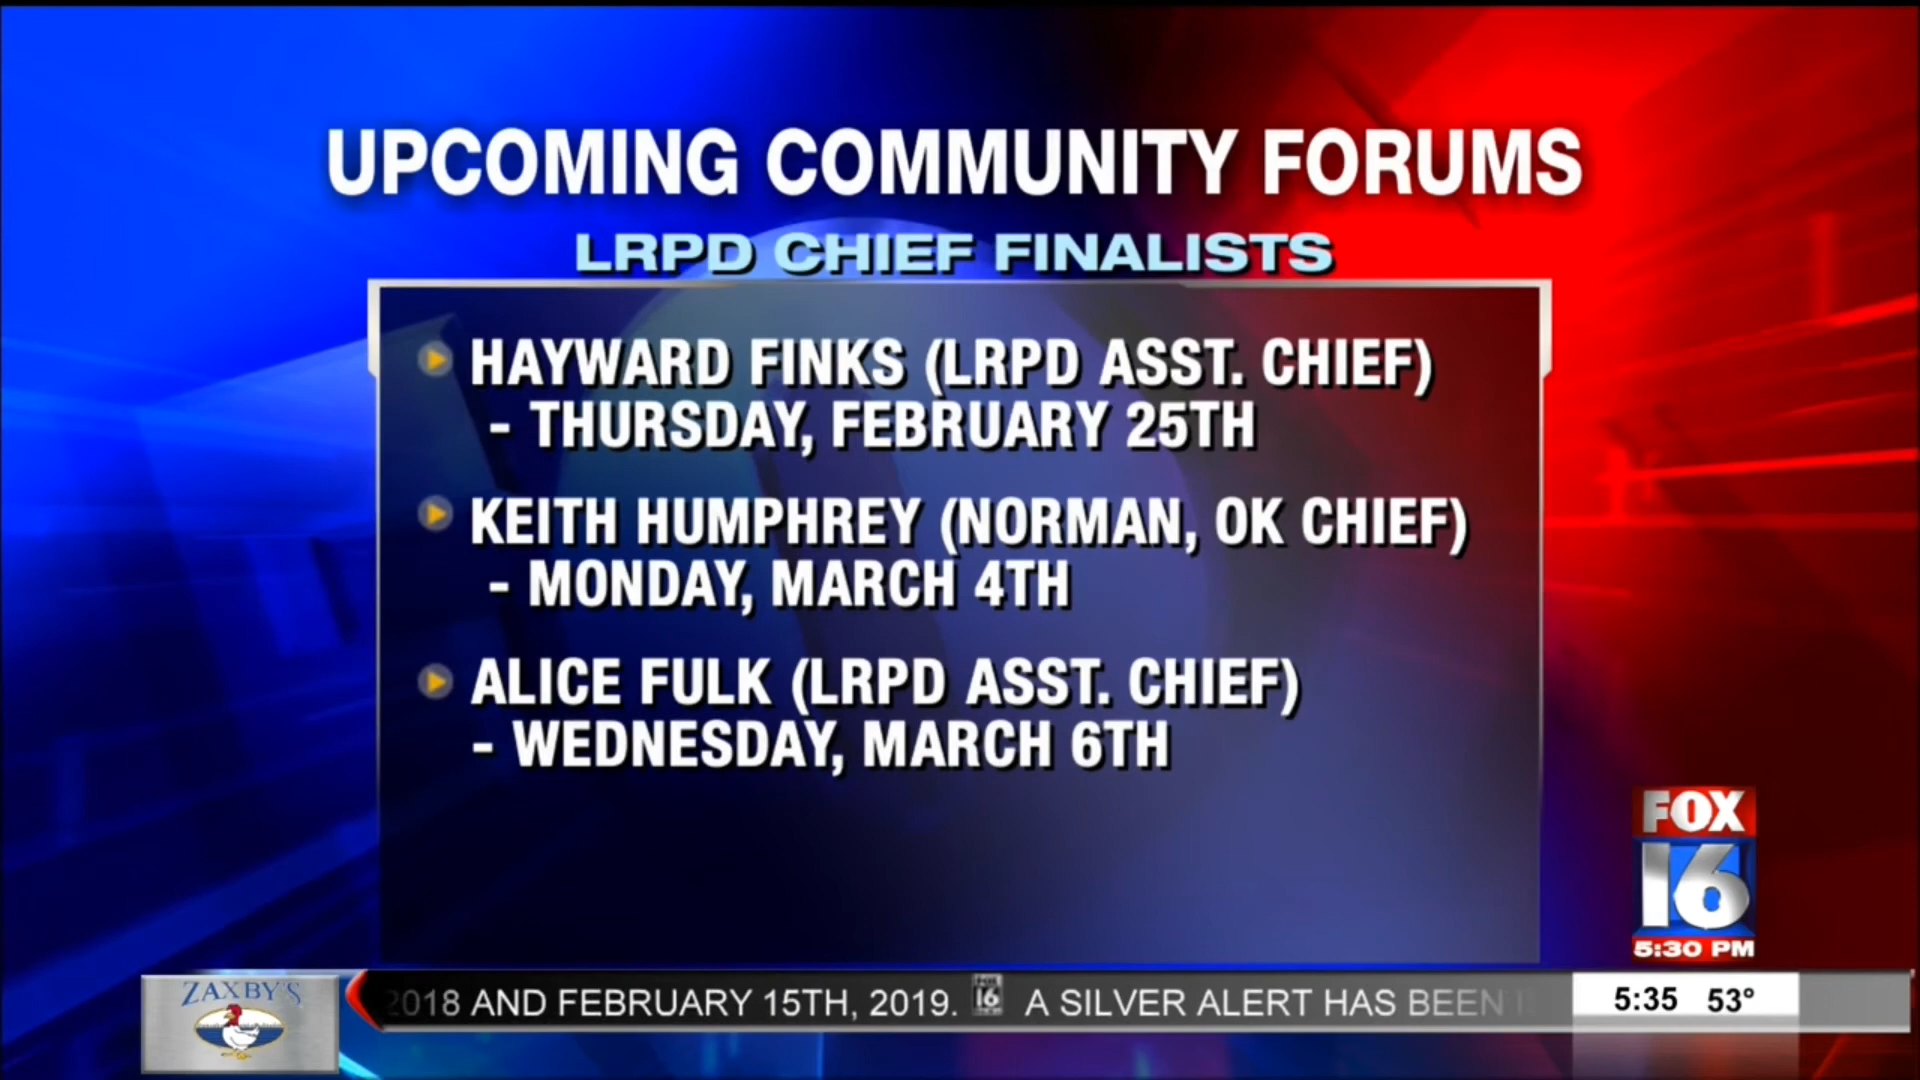 UPCOMING COMMUNITY FORUMS
LRPD CHIEF FINALISTS
HAYWARD FINKS (LRPD ASST. CHIEF)
- THURSDAY, FEBRUARY 25TH
KEITH HUMPHREY (NORMAN, OK CHIEF)
- MONDAY, MARCH 4TH
ALICE FULK (LRPD ASST. CHIEF)
- WEDNESDAY, MARCH 6TH
FOX
16
5:30 PM
ZAXBY'S
2018 AND FEBRUARY 15TH, 2019. FOX 16 A SILVER ALERT HAS BEEN
5:35 53°